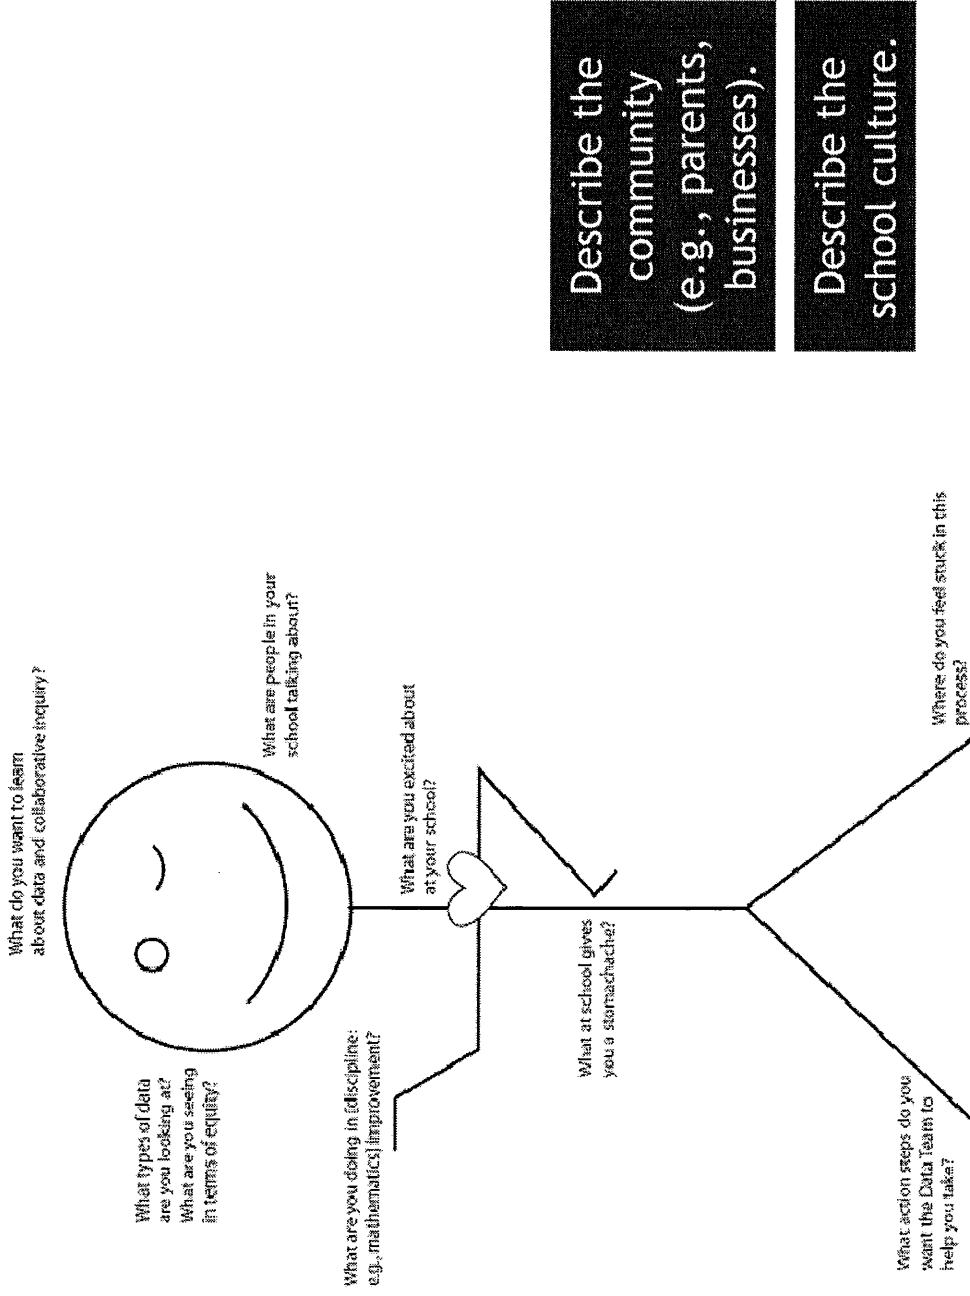 What do you want to learn
about data and collaborative inquiry?
What types of data
are you looking at?
What are you seeing
in terms of equity?
What are people in your
school talking about?
What are you doing in [discipline:
e.g., mathematics] improvement?
What are you excited about
at your school?
What at school gives
you a stomachache?
What action steps do you
want the Data Team to
help you take?
Where do you feel stuck in this
process?
Describe the
community
(e.g., parents,
businesses).
Describe the
school culture.